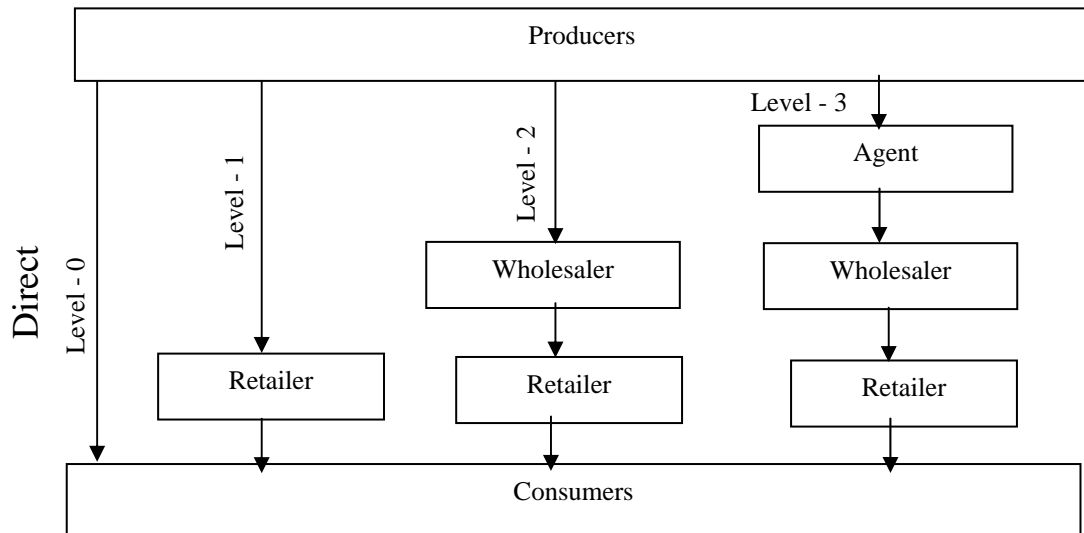 Producers
Level - 3
Agent
Level - 2
Level - 1
Direct
Level - 0
Wholesaler
Wholesaler
Retailer
Retailer
Retailer
Consumers